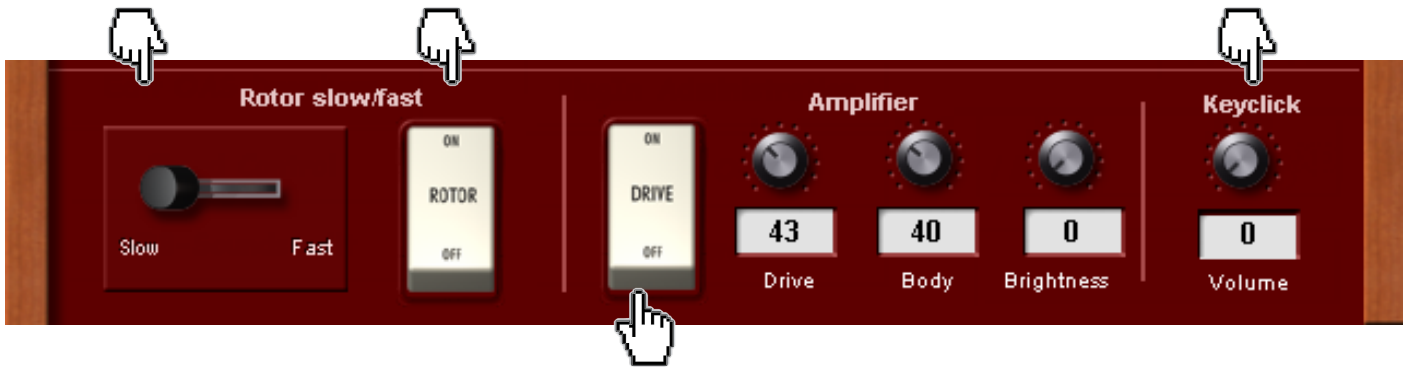 Rotor slow/fast
Slow
Fast
ON
ROTOR
OFF
Amplifier
ON
DRIVE
OFF
43
Drive
40
Body
0
Brightness
Keyclick
0
Volume